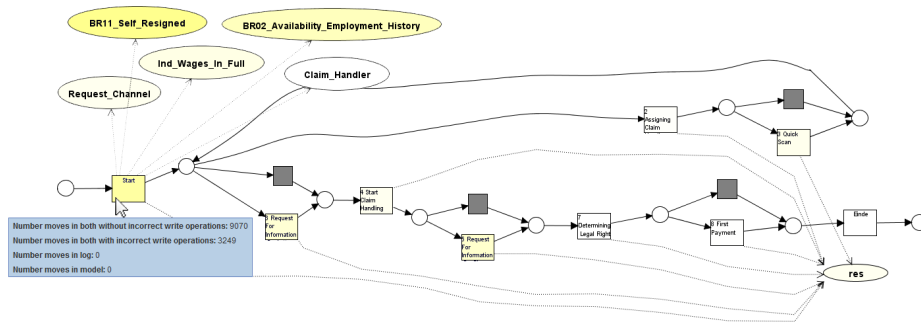 BR11_Self_Resigned
BR02_Availability_Employment_History
Ind_Wages_In_Full
Claim_Handler
Request_Channel
2
Assigning
Claim
3 Quick
Scan
Start
4 Start
Claim
Handling
Request
For
Information
5 Request
For
Information
7
Determining
Legal Right
First
Payment
Einde
Number moves in both without incorrect write operations: 9070
Number moves in both with incorrect write operations: 3249
Number moves in log: 0
Number moves in model: 0
res